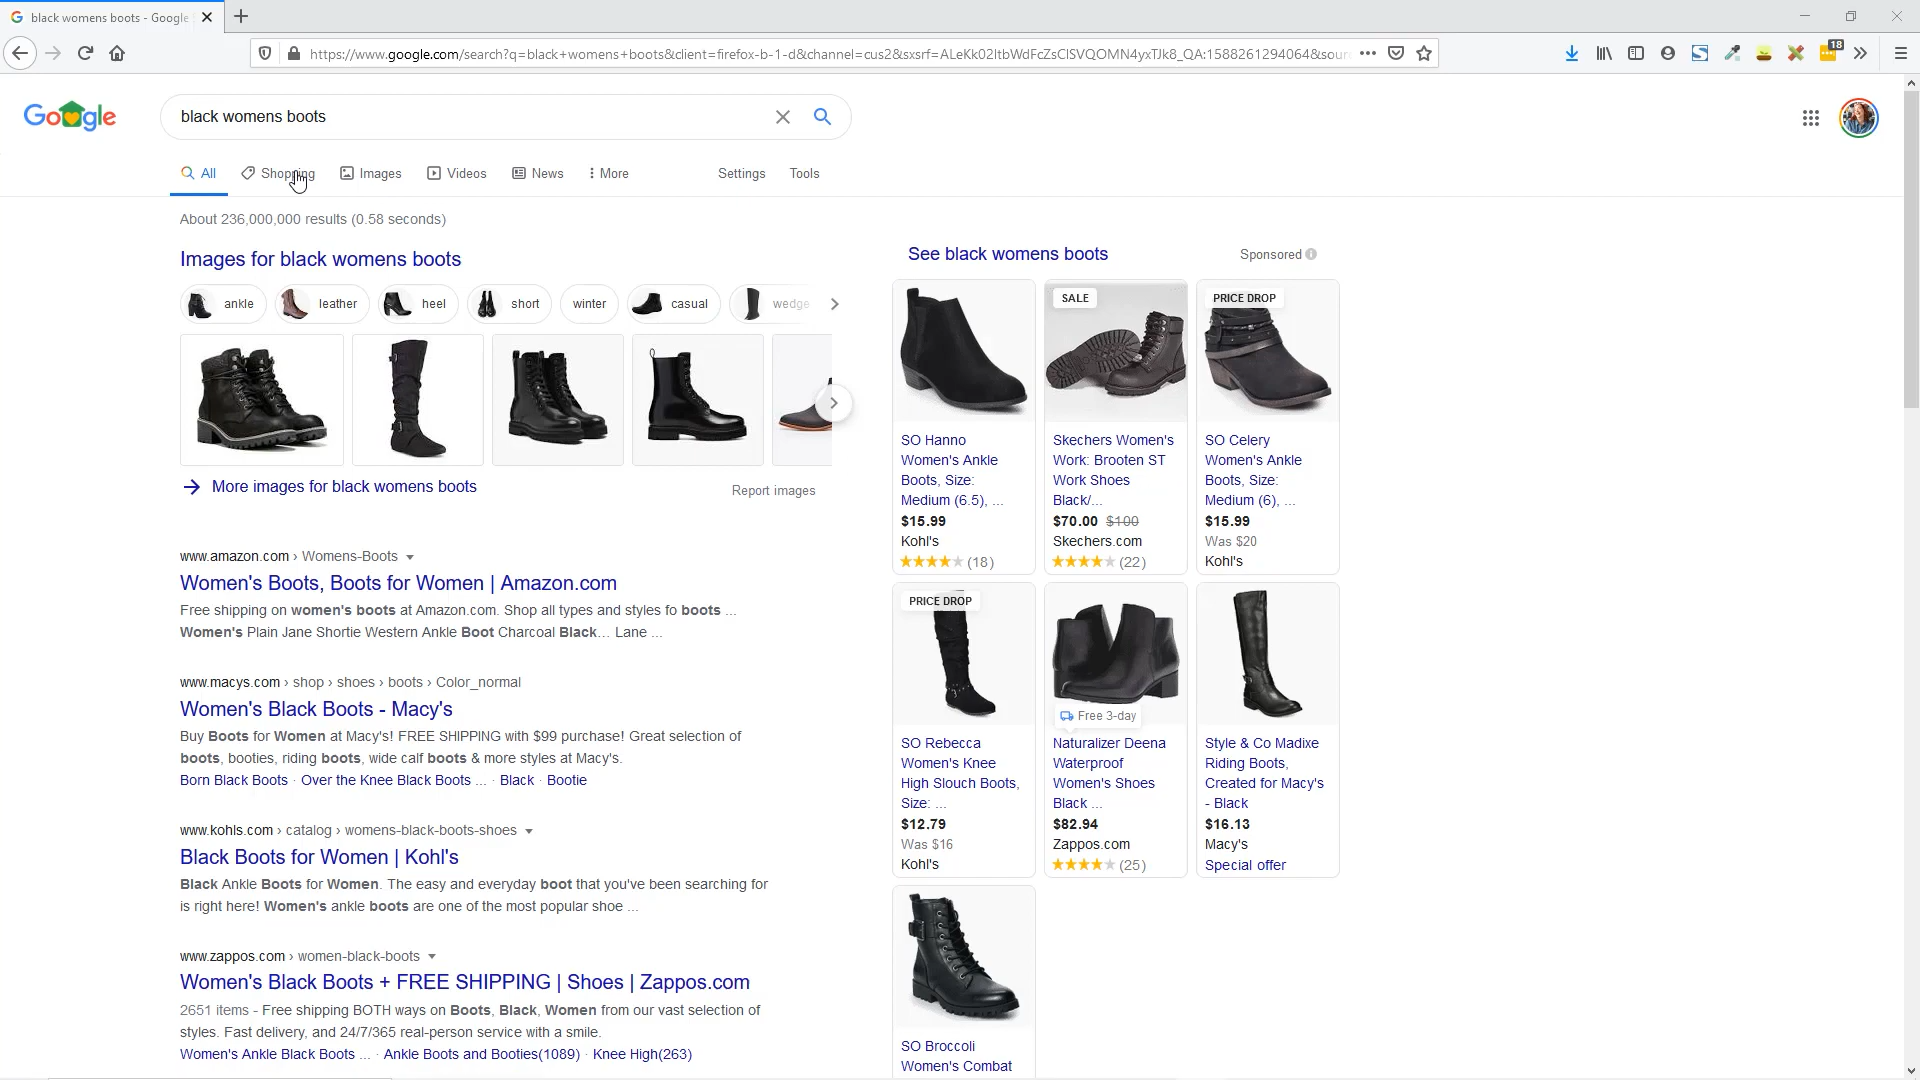 black womens boots - Google
18
https://www.google.com/search?q=black+womens+boots&client=firefox-b-1-d&channel=cus2&sxsrf=ALeKk02ItbWdFcZsClSVQOMN4yxTJk8_QA:1588261294064&sour
Google
black womens boots
All
Shopping
Images
Videos
News
More
Settings
Tools
About 236,000,000 results (0.58 seconds)
Images for black womens boots
ankle
leather
heel
short
winter
casual
wedge
More images for black womens boots
Report images
www.amazon.com › Womens-Boots
Women's Boots, Boots for Women | Amazon.com
Free shipping on women's boots at Amazon.com. Shop all types and styles fo boots ...
Women's Plain Jane Shortie Western Ankle Boot Charcoal Black... Lane ...
www.macys.com › shop › shoes › boots › Color_normal
Women's Black Boots - Macy's
Buy Boots for Women at Macy's! FREE SHIPPING with $99 purchase! Great selection of
boots, booties, riding boots, wide calf boots & more styles at Macy's.
Born Black Boots · Over the Knee Black Boots ... · Black · Bootie
www.kohls.com › catalog › womens-black-boots-shoes
Black Boots for Women | Kohl's
Black Ankle Boots for Women. The easy and everyday boot that you've been searching for
is right here! Women's ankle boots are one of the most popular shoe ...
www.zappos.com › women-black-boots
Women's Black Boots + FREE SHIPPING | Shoes | Zappos.com
2651 items - Free shipping BOTH ways on Boots, Black, Women from our vast selection of
styles. Fast delivery, and 24/7/365 real-person service with a smile.
Women's Ankle Black Boots ... · Ankle Boots and Booties(1089) · Knee High(263)
See black womens boots
Sponsored
SO Hanno
Women's Ankle
Boots, Size:
Medium (6.5), ...
$15.99
Kohl's
(18)
SALE
Skechers Women's
Work: Brooten ST
Work Shoes
Black/...
$70.00 $100
Skechers.com
(22)
PRICE DROP
SO Celery
Women's Ankle
Boots, Size:
Medium (6), ...
$15.99
Was $20
Kohl's
PRICE DROP
SO Rebecca
Women's Knee
High Slouch Boots,
Size: ...
$12.79
Was $16
Kohl's
Free 3-day
Naturalizer Deena
Waterproof
Women's Shoes
Black ...
$82.94
Zappos.com
(25)
Style & Co Madixe
Riding Boots,
Created for Macy's
- Black
$16.13
Macy's
Special offer
SO Broccoli
Women's Combat